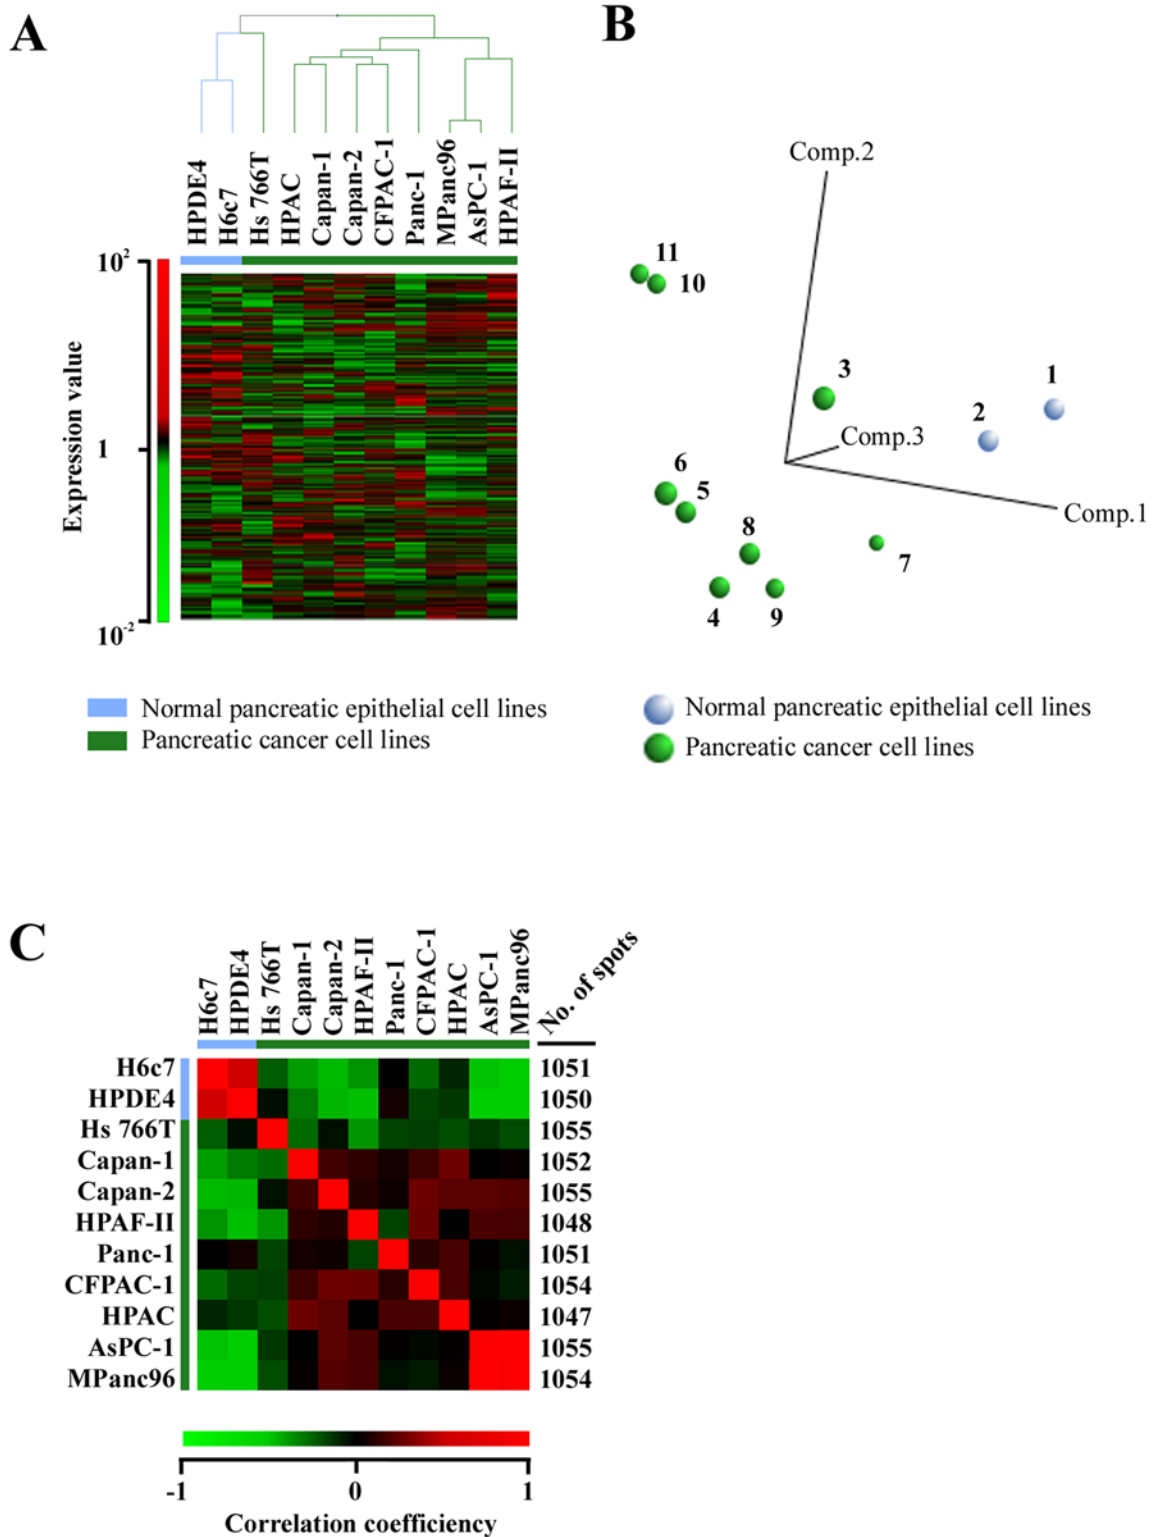 A
HPDE4
H6c7
Hs 766T
HPAC
Capan-1
Capan-2
CFPAC-1
Panc-1
MPanc96
AsPC-1
HPAF-II
10²
1
10⁻²
Expression value
Normal pancreatic epithelial cell lines
Pancreatic cancer cell lines
B
Comp.2
11
10
3
1
2
Comp.3
6
5
Comp.1
8
7
4
9
Normal pancreatic epithelial cell lines
Pancreatic cancer cell lines
C
H6c7
HPDE4
Hs 766T
Capan-1
Capan-2
HPAF-II
Panc-1
CFPAC-1
HPAC
AsPC-1
MPanc96
No. of spots
H6c7 1051
HPDE4 1050
Hs 766T 1055
Capan-1 1052
Capan-2 1055
HPAF-II 1048
Panc-1 1051
CFPAC-1 1054
HPAC 1047
AsPC-1 1055
MPanc96 1054
-1 0 1
Correlation coefficiency